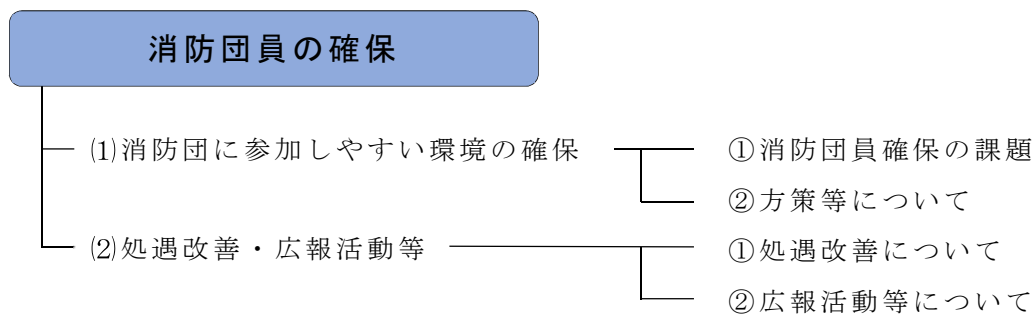 消防団員の確保
⑴消防団に参加しやすい環境の確保
①消防団員確保の課題
②方策等について
⑵処遇改善・広報活動等
①処遇改善について
②広報活動等について